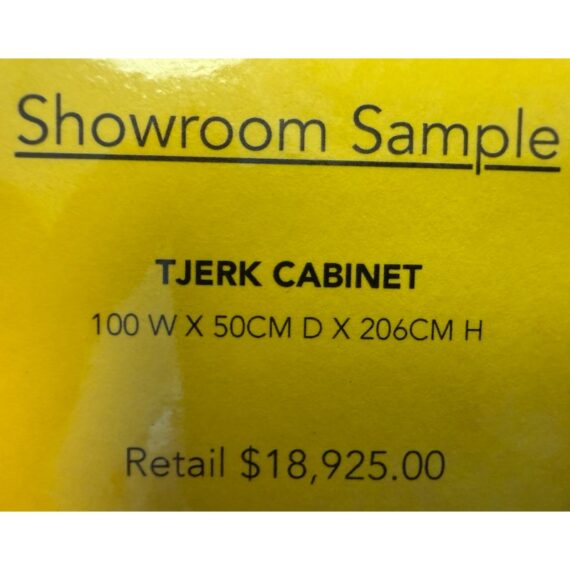 Showroom Sample
TJERK CABINET
100 W X 50CM D X 206CM H
Retail $18,925.00